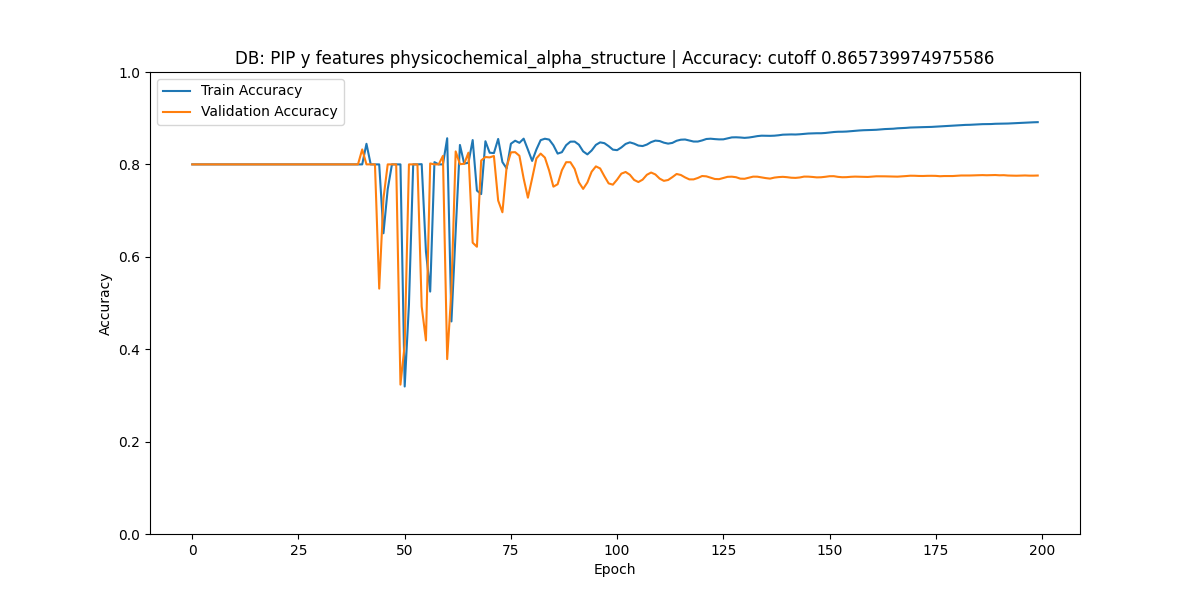 DB: PIP y features physicochemical_alpha_structure | Accuracy: cutoff 0.865739974975586
Train Accuracy
Validation Accuracy
1.0
0.8
0.6
0.4
0.2
0.0
Accuracy
0 25 50 75 100 125 150 175 200
Epoch